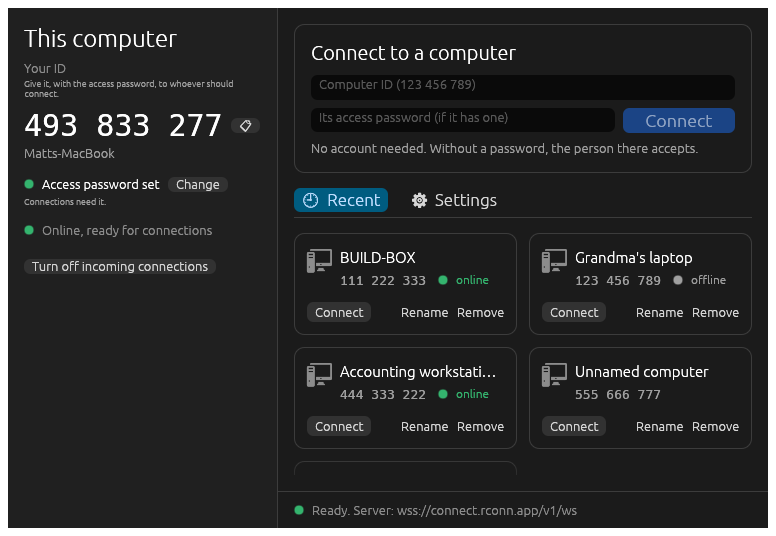 This computer
Your ID
Give it, with the access password, to whoever should
connect.
493 833 277
Matts-MacBook
Access password set Change
Connections need it.
Online, ready for connections
Turn off incoming connections
Connect to a computer
Computer ID (123 456 789)
Its access password (if it has one) Connect
No account needed. Without a password, the person there accepts.
Recent Settings
BUILD-BOX
111 222 333 online
Connect Rename Remove
Grandma's laptop
123 456 789 offline
Connect Rename Remove
Accounting workstati…
444 333 222 online
Connect Rename Remove
Unnamed computer
555 666 777
Connect Rename Remove
Ready. Server: wss://connect.rconn.app/v1/ws